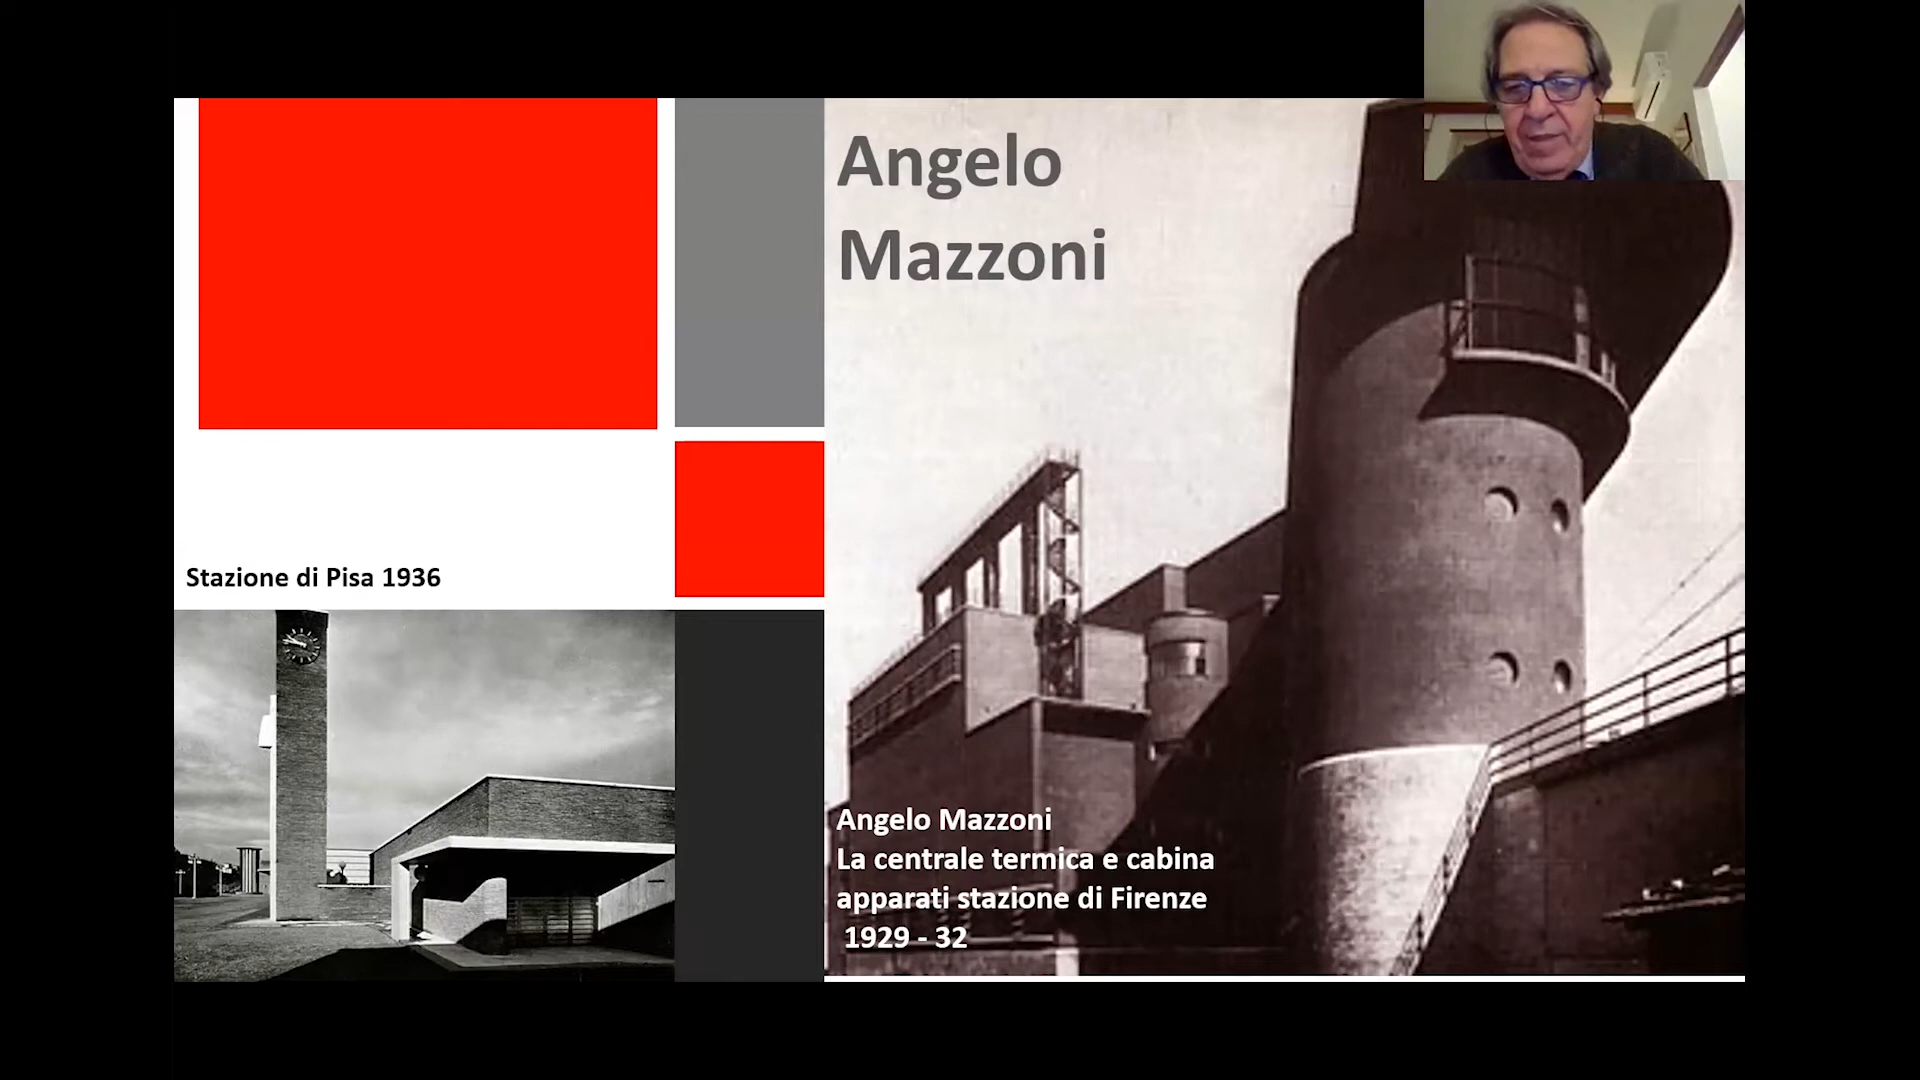 Angelo
Mazzoni
Stazione di Pisa 1936
Angelo Mazzoni
La centrale termica e cabina
apparati stazione di Firenze
1929 - 32